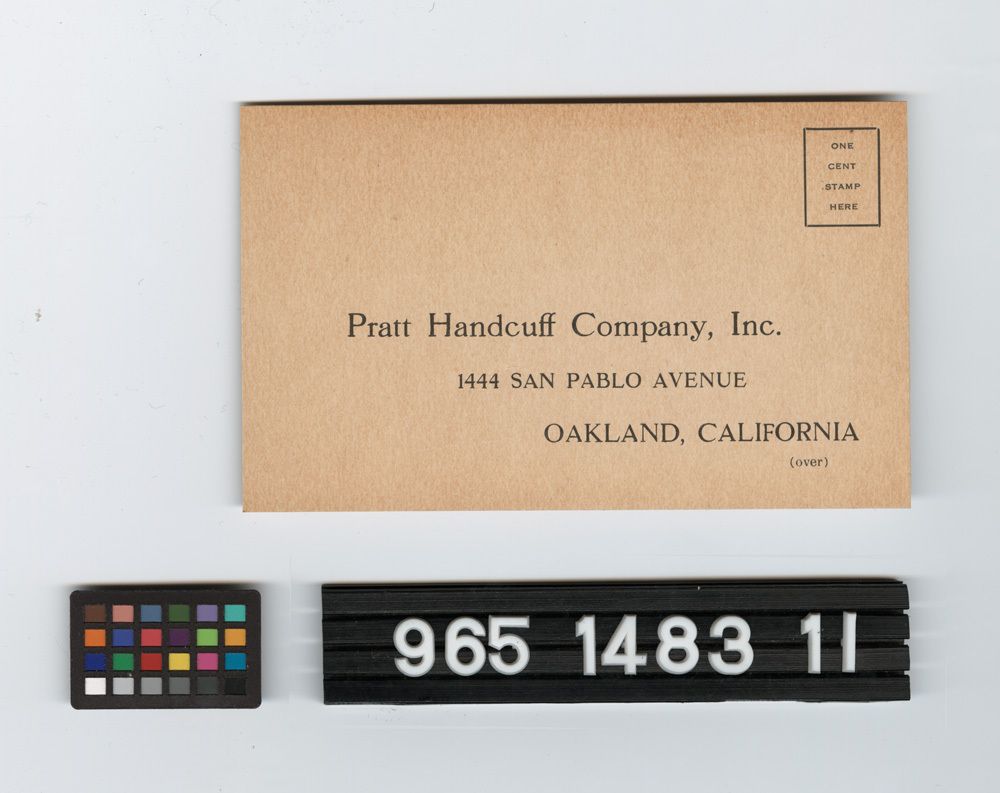 ONE
CENT
STAMP
HERE
Pratt Handcuff Company, Inc.
1444 SAN PABLO AVENUE
OAKLAND, CALIFORNIA
(over)
965 1483 11